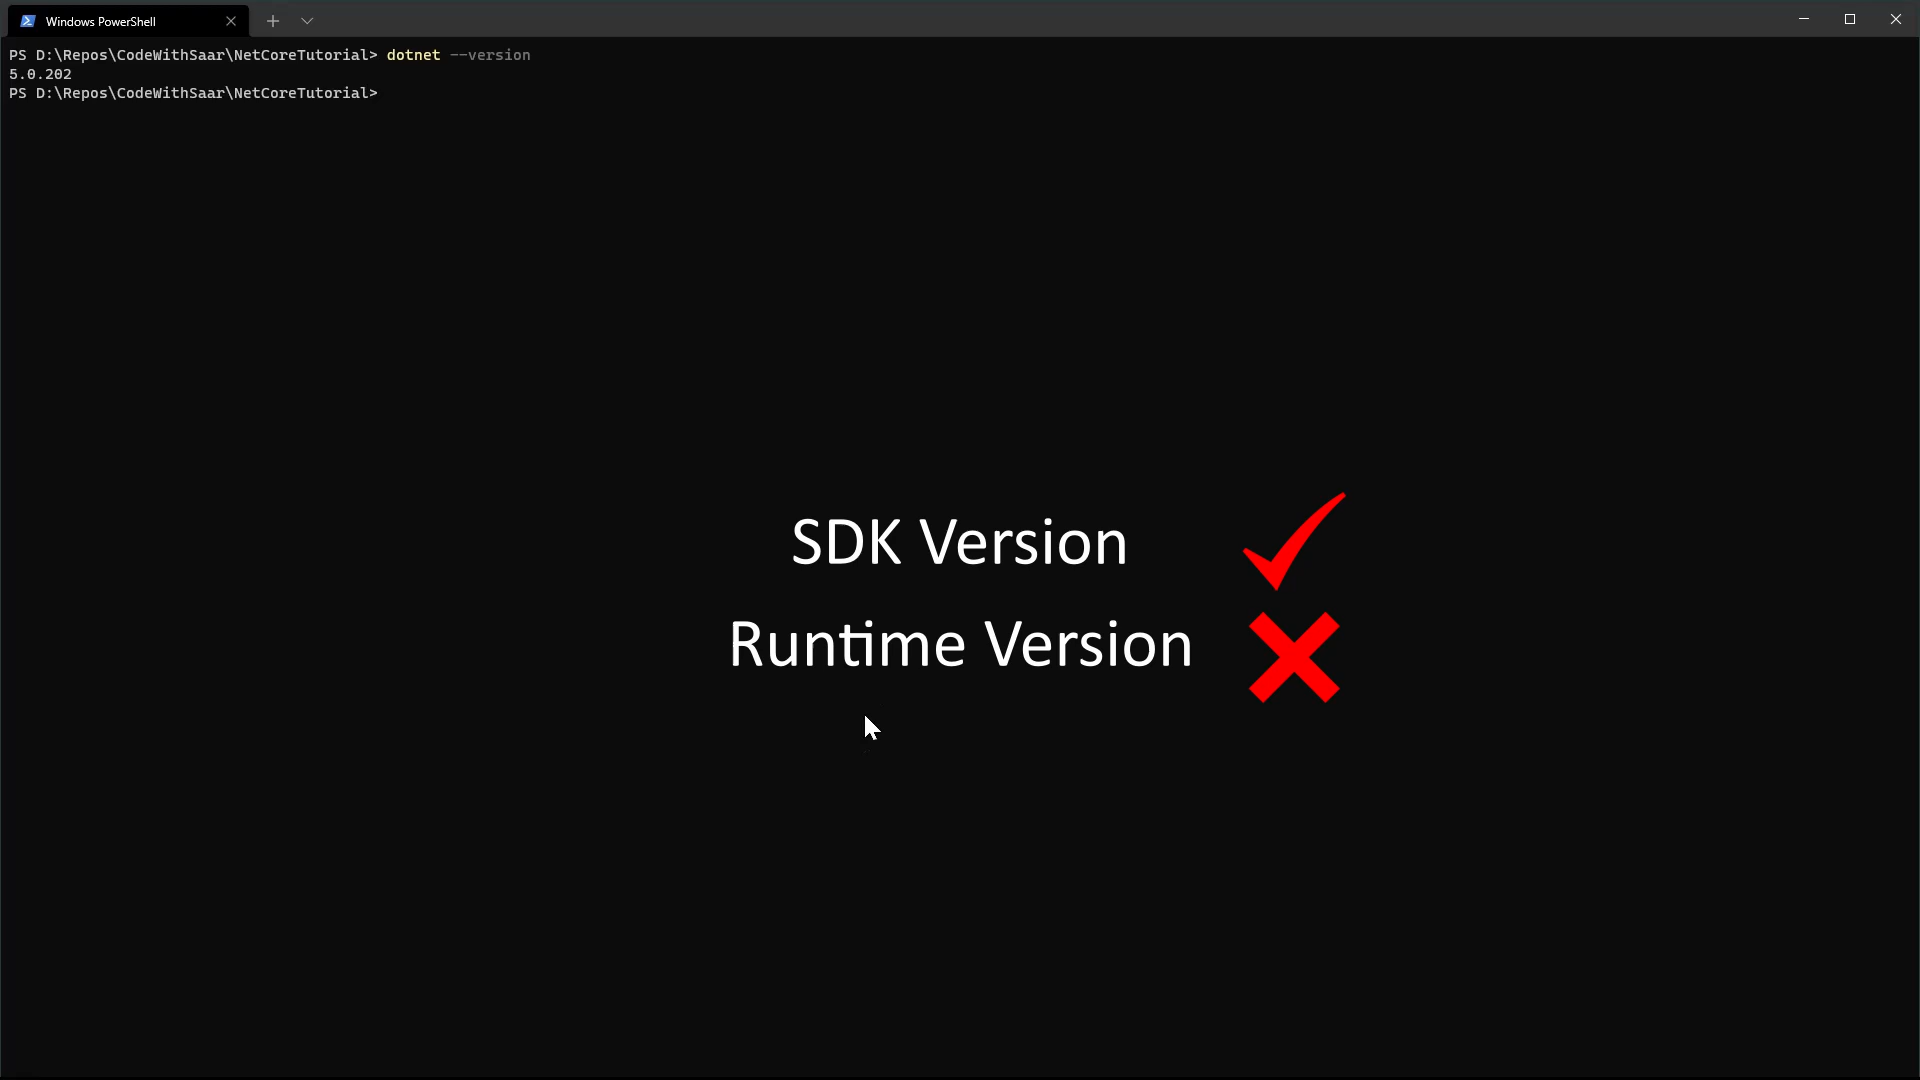 Windows PowerShell
PS D:\Repos\CodeWithSaar\NetCoreTutorial> dotnet --version
5.0.202
PS D:\Repos\CodeWithSaar\NetCoreTutorial>
SDK Version
Runtime Version